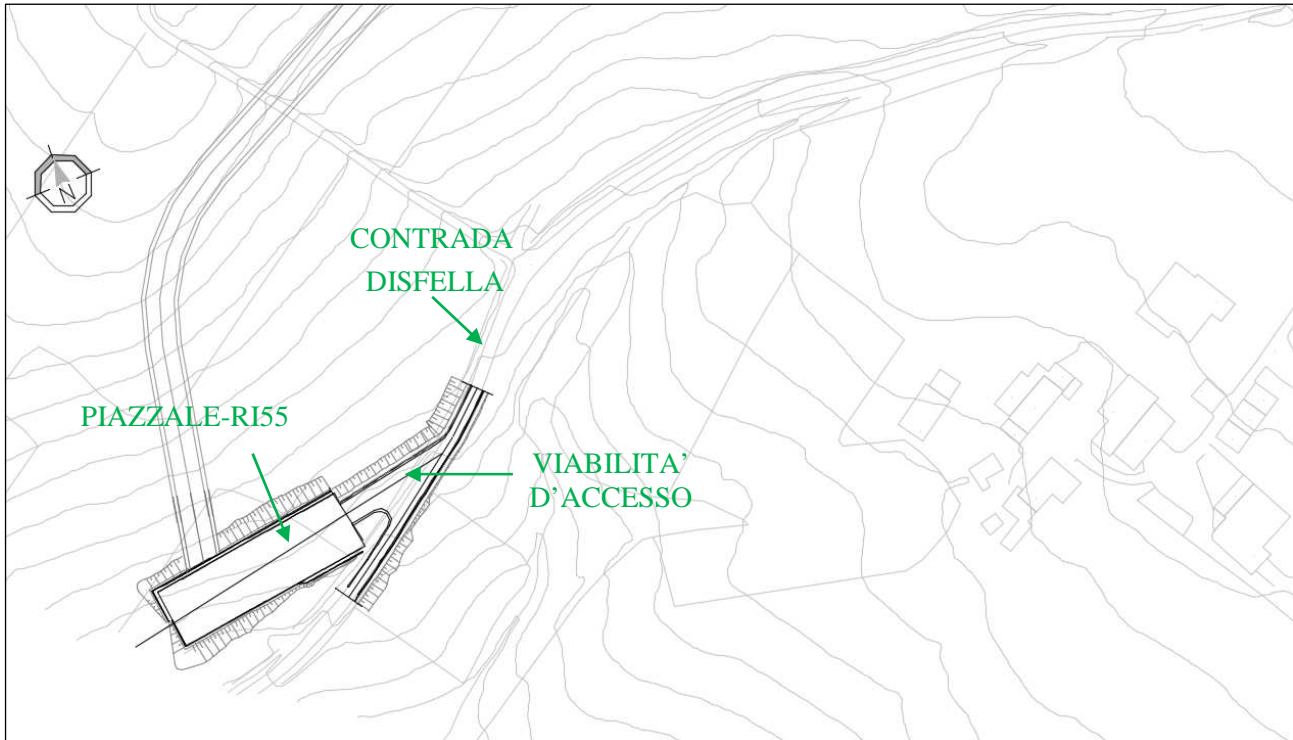 N
CONTRADA
DISFELLA
PIAZZALE-RI55
VIABILITA'
D'ACCESSO